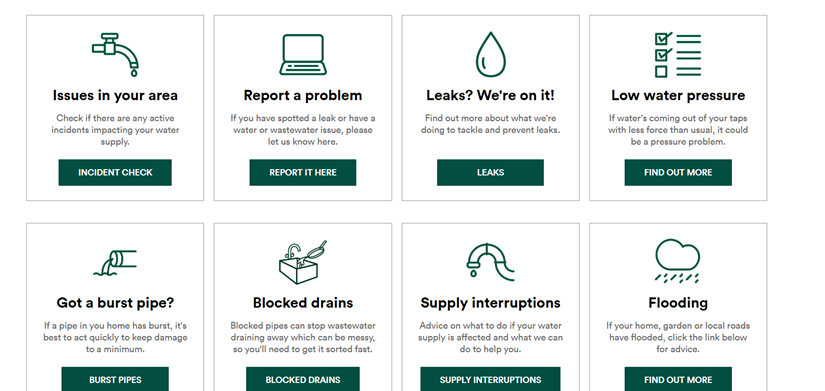 Issues in your area
Check if there are any active
incidents impacting your water
supply.
INCIDENT CHECK
Report a problem
If you have spotted a leak or have a
water or wastewater issue, please
let us know here.
REPORT IT HERE
Leaks? We're on it!
Find out more about what we're
doing to tackle and prevent leaks.
LEAKS
Low water pressure
If water's coming out of your taps
with less force than usual, it could
be a pressure problem.
FIND OUT MORE
Got a burst pipe?
If a pipe in you home has burst, it's
best to act quickly to keep damage
to a minimum.
BURST PIPES
Blocked drains
Blocked pipes can stop wastewater
draining away which can be messy,
so you'll need to get it sorted fast.
BLOCKED DRAINS
Supply interruptions
Advice on what to do if your water
supply is affected and what we can
do to help you.
SUPPLY INTERRUPTIONS
Flooding
If your home, garden or local roads
have flooded, click the link below
for advice.
FIND OUT MORE